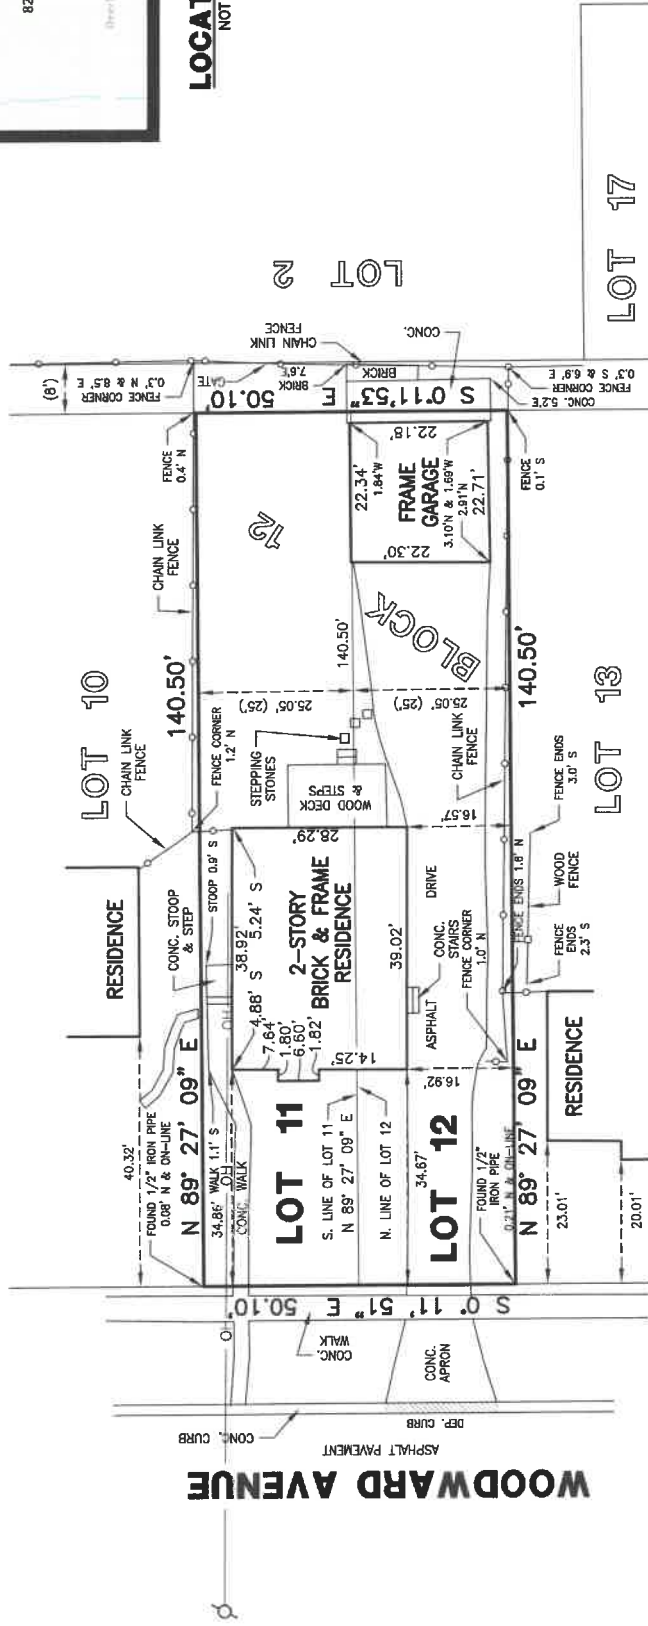 82
LOCAT
NOT
LOT 17
LOT 2
CHAIN LINK
FENCE
CONC.
(8')
FENCE CORNER
0.3' N & 8.5' E
GATE
BRICK
7.6'E
BRICK
CONC. 5.2'E
FENCE CORNER
0.3' S & 6.9' E
50.10'
S 0°11'53" E
FENCE
0.4' N
FENCE
0.1' S
22.18'
22.34'
1.84'W
FRAME
GARAGE
3.10'N & 1.69'W
2.91'N
22.71'
22.30'
12
BLOCK
CHAIN LINK
FENCE
140.50'
140.50'
140.50'
LOT 10
LOT 13
25.05' (25')
25.05' (25')
CHAIN LINK
FENCE
CHAIN LINK
FENCE
FENCE CORNER
1.2' N
STEPPING
STONES
WOOD DECK
& STEPS
16.57'
FENCE ENDS
3.0' S
WOOD
FENCE
FENCE
ENDS
2.3' S
FENCE ENDS 1.8' N
28.29'
38.92'
5.24' S
4.88' S
2-STORY
BRICK & FRAME
RESIDENCE
39.02'
7.64'
1.80'
6.60'
1.82'
14.25'
STOOP 0.9' S
CONC. STOOP
& STEP
RESIDENCE
RESIDENCE
ASPHALT
DRIVE
CONC.
STAIRS
FENCE CORNER
1.0' N
16.92'
OH
OH
N 89° 27' 09" E
N 89° 27' 09" E
40.32'
FOUND 1/2" IRON PIPE
0.08' N & ON-LINE
34.86'
WALK 1.1' S
CONC. WALK
LOT 11
S. LINE OF LOT 11
N 89° 27' 09" E
N. LINE OF LOT 12
34.67'
LOT 12
FOUND 1/2"
IRON PIPE
0.21' N & ON-LINE
23.01'
20.01'
S 0° 11' 51" E 50.10'
CONC.
WALK
CONC.
APRON
CONC. CURB
DEP. CURB
ASPHALT PAVEMENT
WOODWARD AVENUE